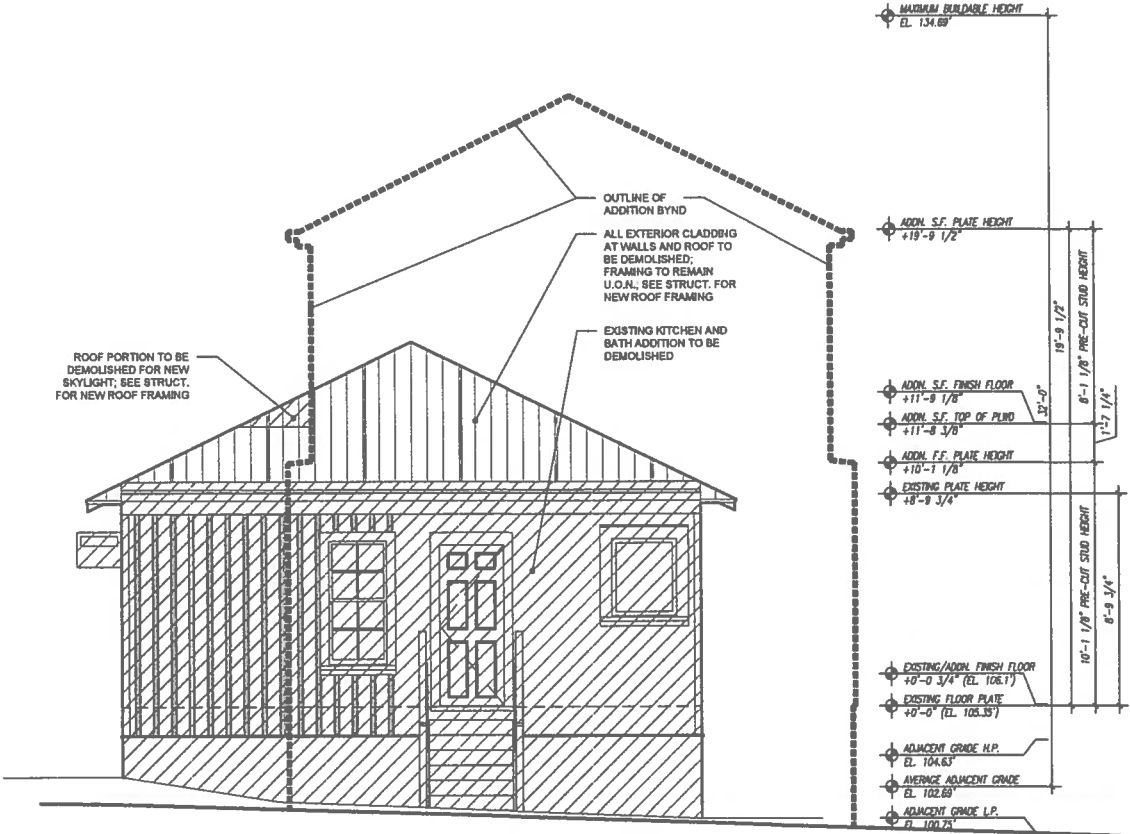 MAXIMUM BUILDABLE HEIGHT
EL. 134.69'
OUTLINE OF
ADDITION BYND
ALL EXTERIOR CLADDING
AT WALLS AND ROOF TO
BE DEMOLISHED;
FRAMING TO REMAIN
U.O.N.; SEE STRUCT. FOR
NEW ROOF FRAMING
EXISTING KITCHEN AND
BATH ADDITION TO BE
DEMOLISHED
ROOF PORTION TO BE
DEMOLISHED FOR NEW
SKYLIGHT; SEE STRUCT.
FOR NEW ROOF FRAMING
ADDN. S.F. PLATE HEIGHT
+19'-9 1/2"
ADDN. S.F. FINISH FLOOR
+11'-9 1/8"
ADDN. S.F. TOP OF PLWD
+11'-8 3/8"
ADDN. F.F. PLATE HEIGHT
+10'-1 1/8"
EXISTING PLATE HEIGHT
+8'-9 3/4"
EXISTING/ADDN. FINISH FLOOR
+0'-0 3/4" (EL. 106.1')
EXISTING FLOOR PLATE
+0'-0" (EL. 105.35')
ADJACENT GRADE H.P.
EL. 104.63'
AVERAGE ADJACENT GRADE
EL. 102.69'
ADJACENT GRADE L.P.
EL. 100.75'
32'-0"
19'-9 1/2"
8'-1 1/8" PRE-CUT STUD HEIGHT
1'-7 1/4"
10'-1 1/8" PRE-CUT STUD HEIGHT
8'-9 3/4"